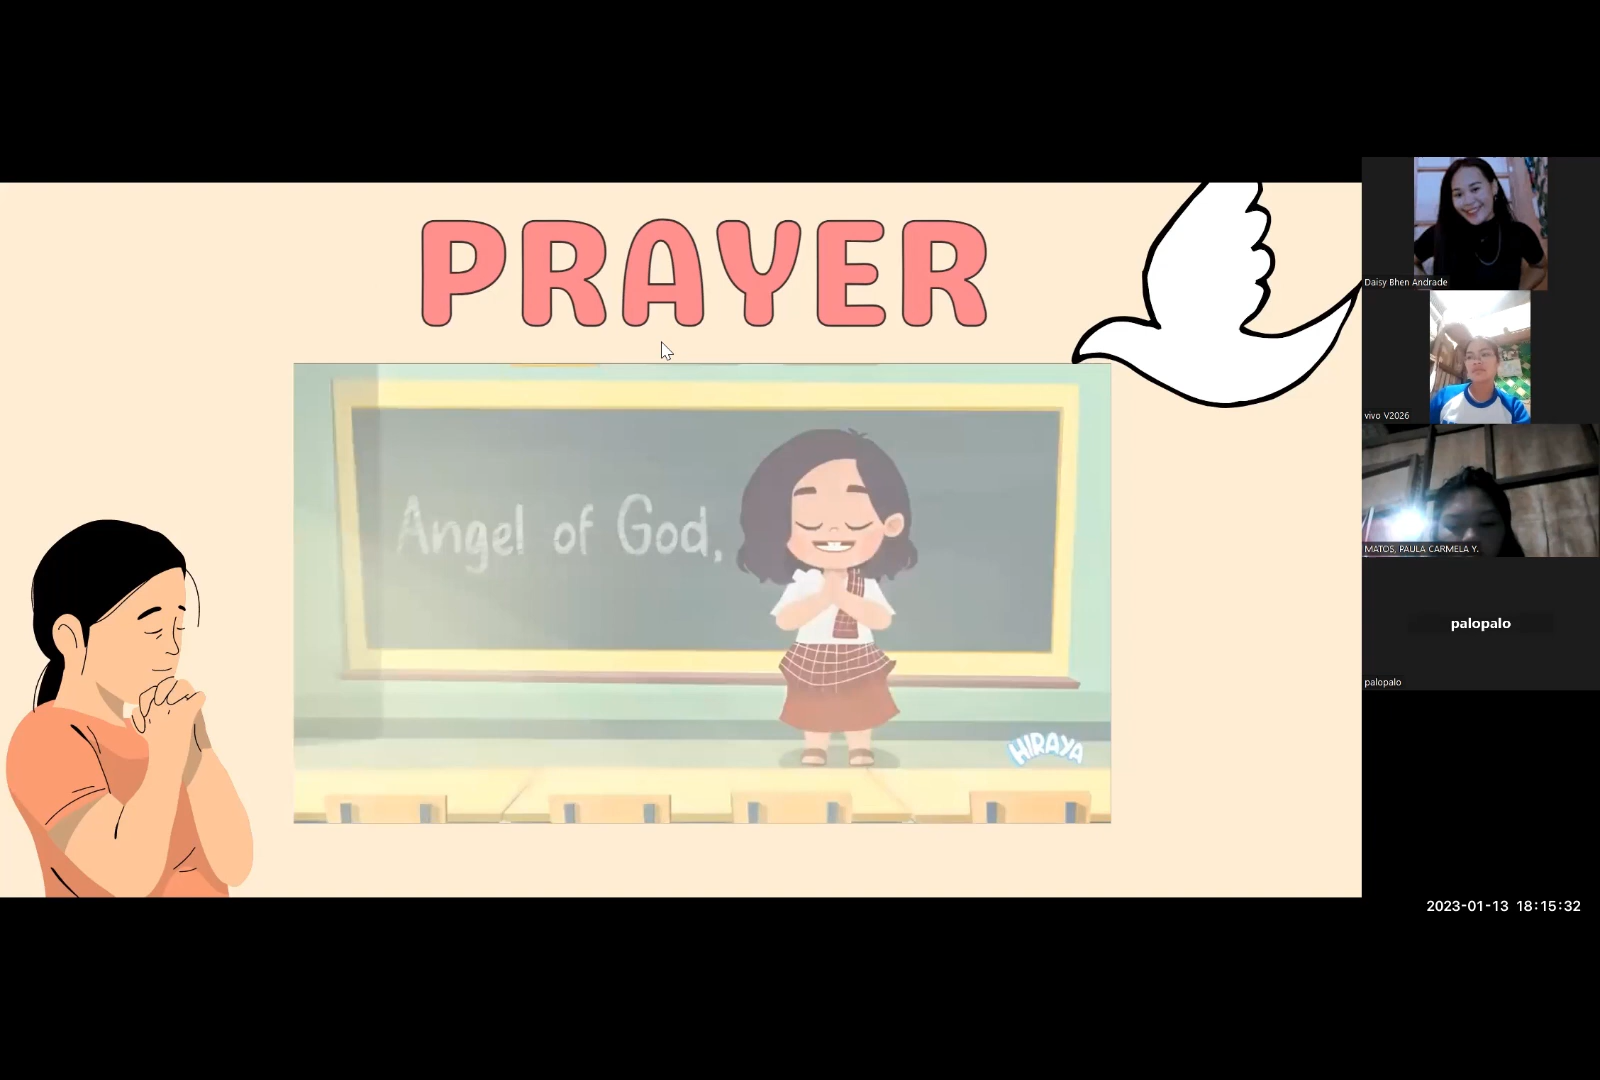 PRAYER
Angel of God,
HIRAYA
Daisy Bhen Andrade
vivo V2026
MATOS, PAULA CARMELA Y.
palopalo
palopalo
2023-01-13 18:15:32